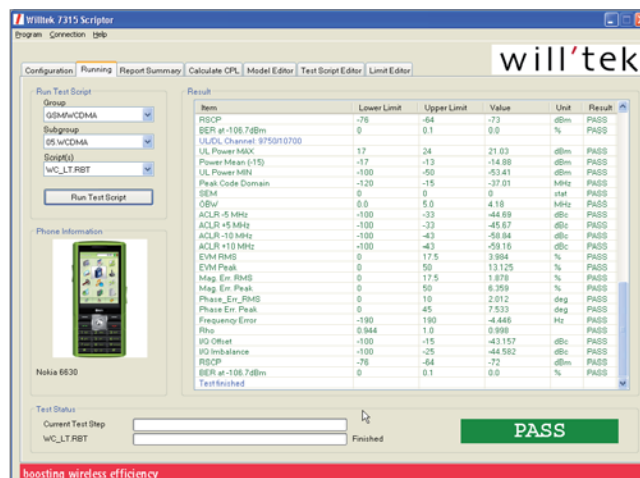 Willtek 7315 Scriptor
Program Connection Help
will'tek
Configuration Running Report Summary Calculate CPL Model Editor Test Script Editor Limit Editor
Run Test Script
Group
GSM/WCDMA
Subgroup
05.WCDMA
Script(s)
WC_LT.RBT
Run Test Script
Phone Information
Nokia 6630
Result
Item Lower Limit Upper Limit Value Unit Result
RSCP -76 -64 -73 dBm PASS
BER at -106.7dBm 0 0.1 0.0 % PASS
UL/DL Channel: 9750/10700
UL Power MAX 17 24 21.03 dBm PASS
Power Mean (-15) -17 -13 -14.88 dBm PASS
UL Power MIN -100 -50 -53.41 dBm PASS
Peak Code Domain -120 -15 -37.01 MHz PASS
SEM 0 0 0 stat PASS
OBW 0.0 5.0 4.18 MHz PASS
ACLR -5 MHz -100 -33 -44.69 dBc PASS
ACLR +5 MHz -100 -33 -45.67 dBc PASS
ACLR -10 MHz -100 -43 -58.84 dBc PASS
ACLR +10 MHz -100 -43 -59.16 dBc PASS
EVM RMS 0 17.5 3.984 % PASS
EVM Peak 0 50 13.125 % PASS
Mag. Err. RMS 0 17.5 1.878 % PASS
Mag. Err. Peak 0 50 6.359 % PASS
Phase_Err_RMS 0 10 2.012 deg PASS
Phase Err. Peak 0 45 7.533 deg PASS
Frequency Error -190 190 -4.446 Hz PASS
Rho 0.944 1.0 0.998 PASS
I/Q Offset -100 -15 -43.157 dBc PASS
I/Q Imbalance -100 -25 -44.582 dBc PASS
RSCP -76 -64 -72 dBm PASS
BER at -106.7dBm 0 0.1 0.0 % PASS
Test finished
Test Status
Current Test Step
WC_LT.RBT Finished
PASS
boosting wireless efficiency